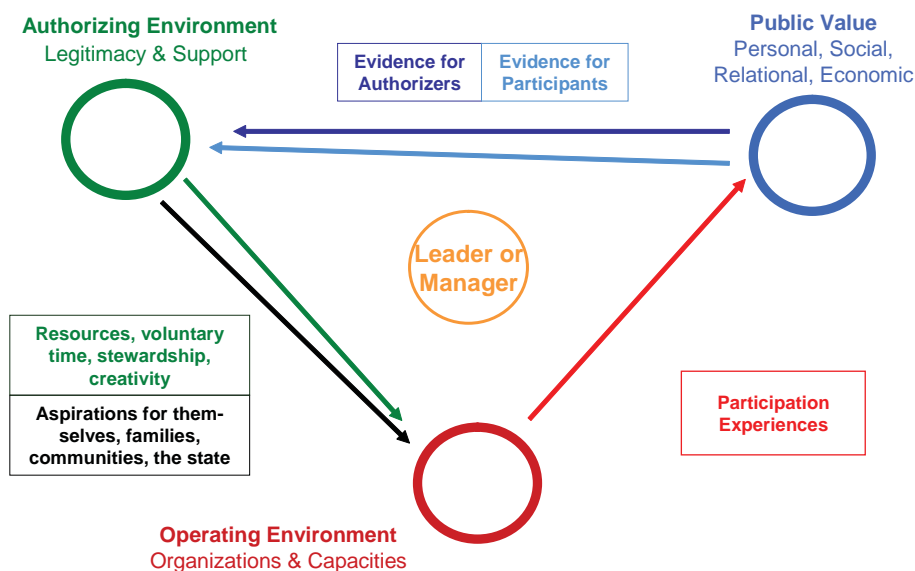 Authorizing Environment
Legitimacy & Support
Evidence for
Authorizers
Evidence for
Participants
Public Value
Personal, Social,
Relational, Economic
Leader or
Manager
Resources, voluntary
time, stewardship,
creativity
Aspirations for them-
selves, families,
communities, the state
Participation
Experiences
Operating Environment
Organizations & Capacities